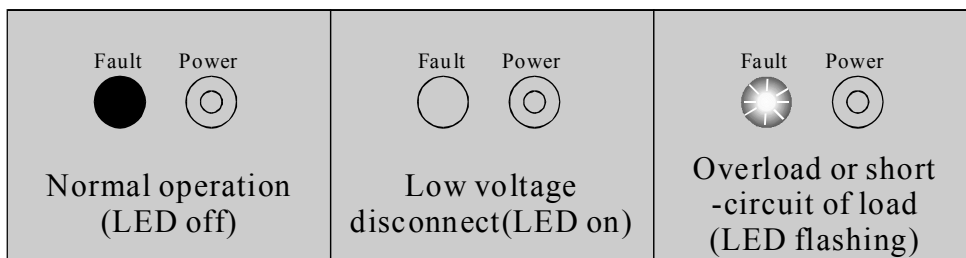 Fault Power
Normal operation
(LED off)
Fault Power
Low voltage
disconnect(LED on)
Fault Power
Overload or short
-circuit of load
(LED flashing)